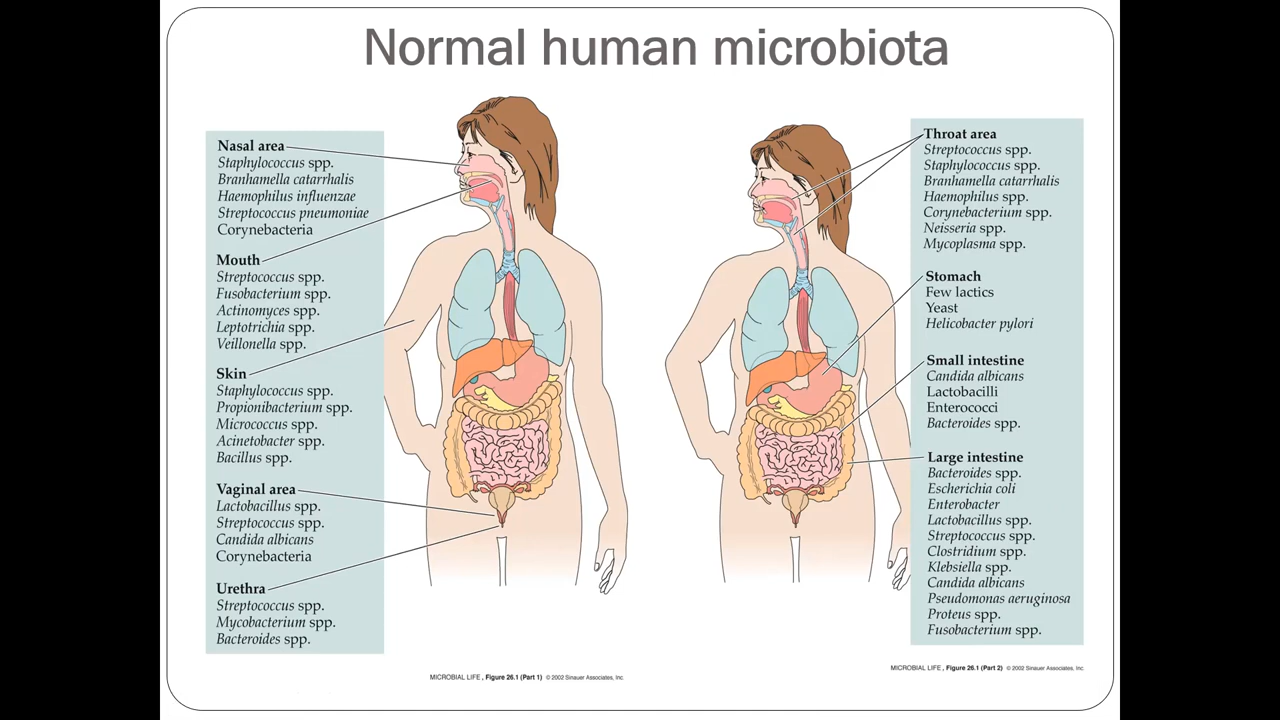 Normal human microbiota
Nasal area
Staphylococcus spp.
Branhamella catarrhalis
Haemophilus influenzae
Streptococcus pneumoniae
Corynebacteria
Mouth
Streptococcus spp.
Fusobacterium spp.
Actinomyces spp.
Leptotrichia spp.
Veillonella spp.
Skin
Staphylococcus spp.
Propionibacterium spp.
Micrococcus spp.
Acinetobacter spp.
Bacillus spp.
Vaginal area
Lactobacillus spp.
Streptococcus spp.
Candida albicans
Corynebacteria
Urethra
Streptococcus spp.
Mycobacterium spp.
Bacteroides spp.
MICROBIAL LIFE, Figure 26.1 (Part 1) © 2002 Sinauer Associates, Inc.
Throat area
Streptococcus spp.
Staphylococcus spp.
Branhamella catarrhalis
Haemophilus spp.
Corynebacterium spp.
Neisseria spp.
Mycoplasma spp.
Stomach
Few lactics
Yeast
Helicobacter pylori
Small intestine
Candida albicans
Lactobacilli
Enterococci
Bacteroides spp.
Large intestine
Bacteroides spp.
Escherichia coli
Enterobacter
Lactobacillus spp.
Streptococcus spp.
Clostridium spp.
Klebsiella spp.
Candida albicans
Pseudomonas aeruginosa
Proteus spp.
Fusobacterium spp.
MICROBIAL LIFE, Figure 26.1 (Part 2) © 2002 Sinauer Associates, Inc.